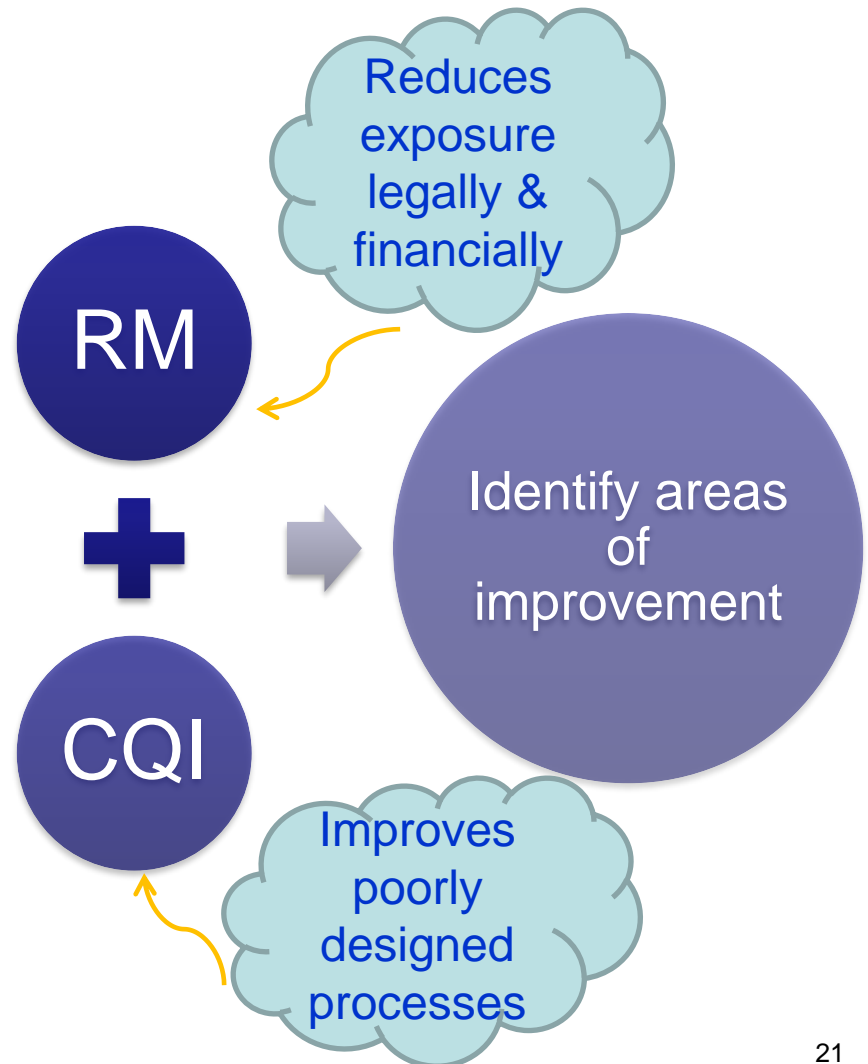 Reduces
exposure
legally &
financially
RM
Identify areas
of
improvement
CQI
Improves
poorly
designed
processes
21